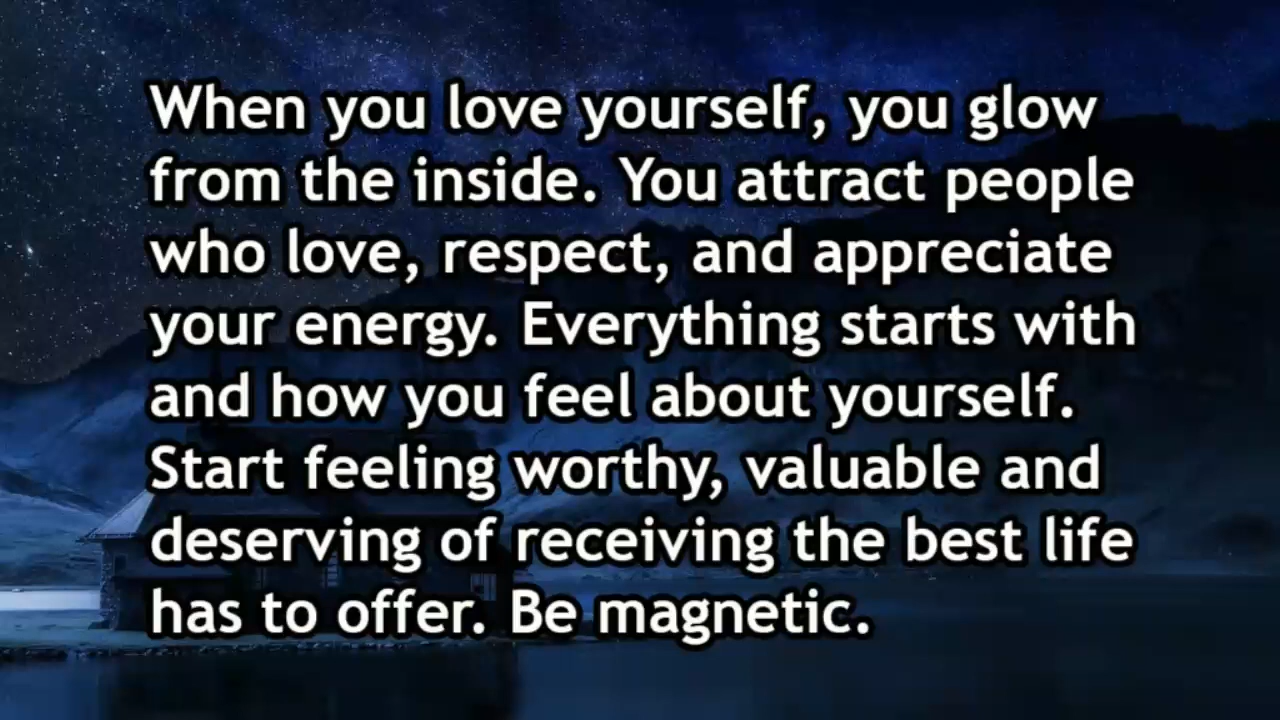 When you love yourself, you glow
from the inside. You attract people
who love, respect, and appreciate
your energy. Everything starts with
and how you feel about yourself.
Start feeling worthy, valuable and
deserving of receiving the best life
has to offer. Be magnetic.